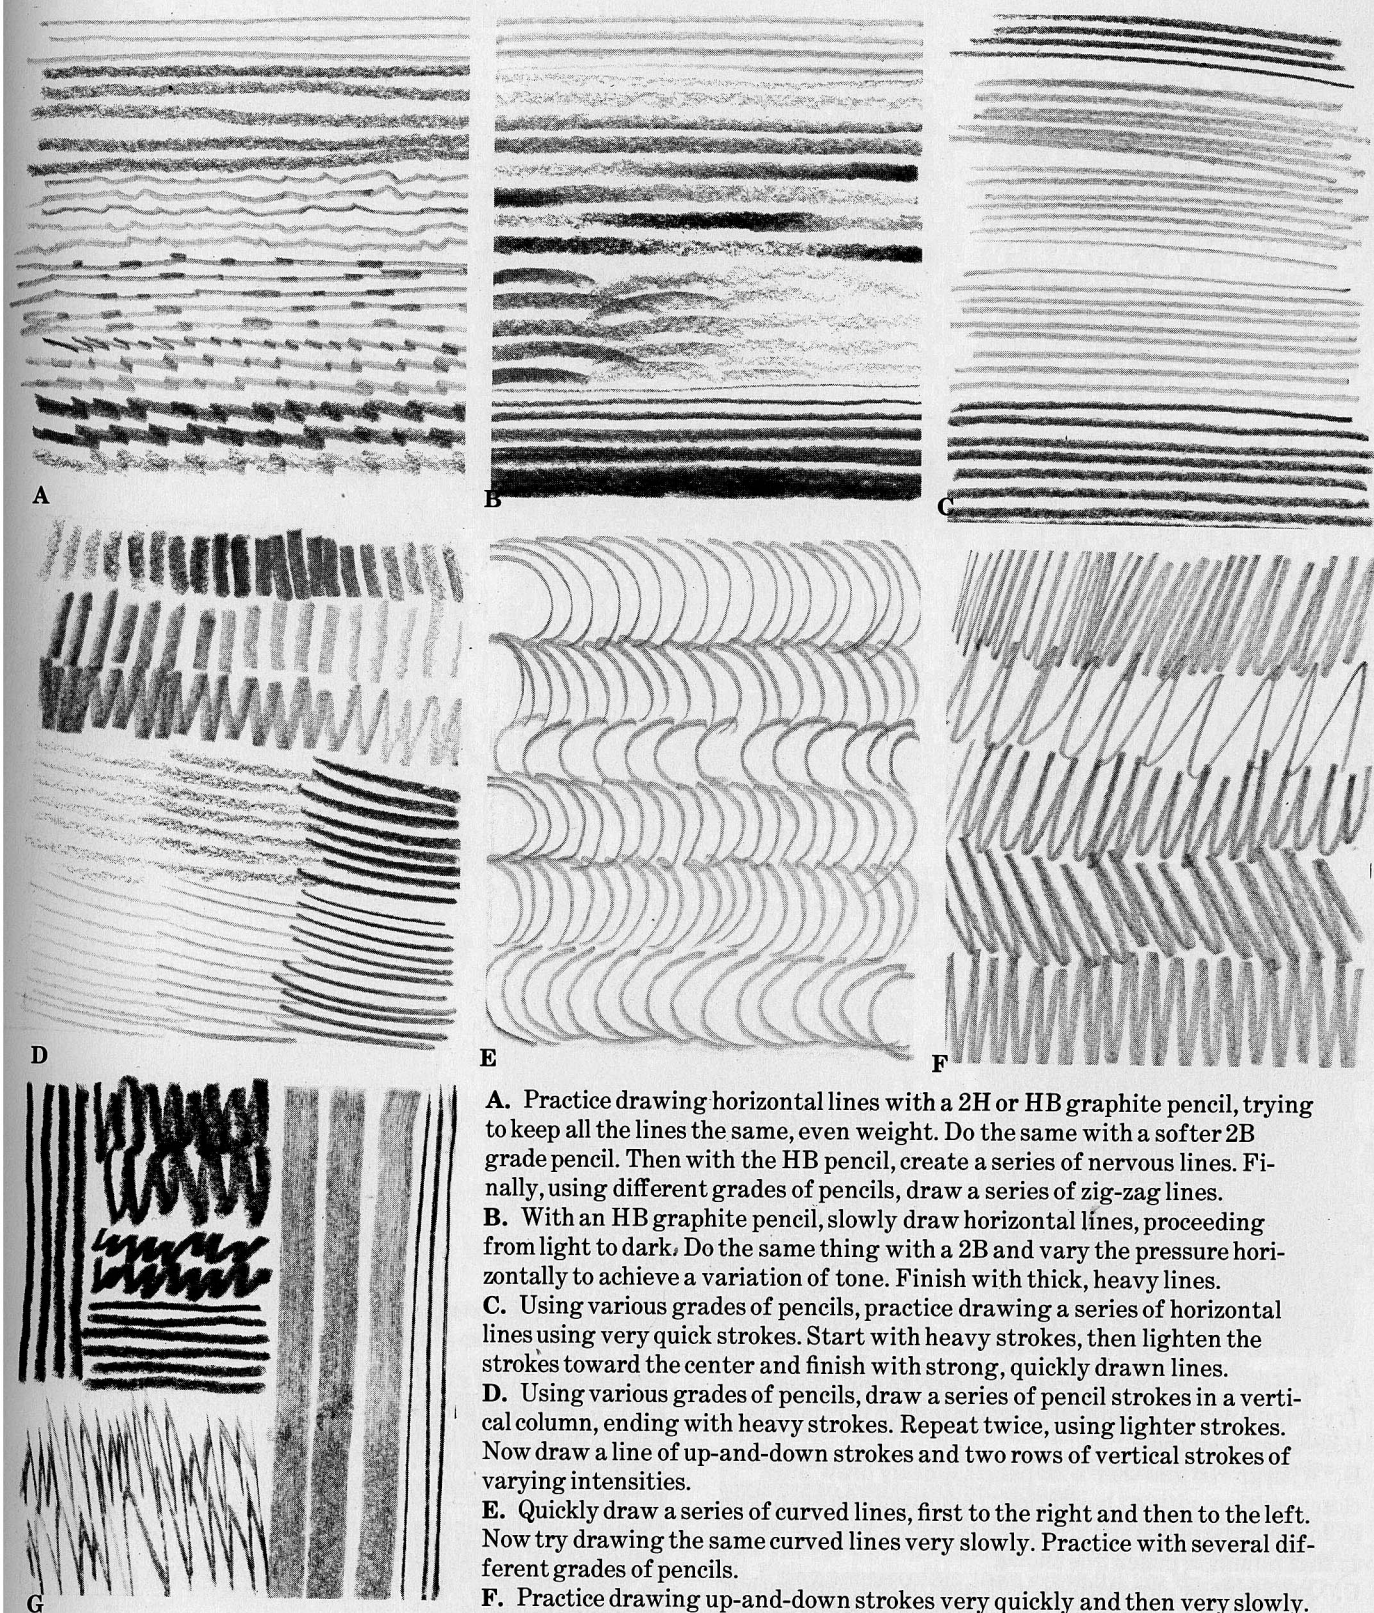 A
B
C
D
E
F
G
A. Practice drawing horizontal lines with a 2H or HB graphite pencil, trying
to keep all the lines the same, even weight. Do the same with a softer 2B
grade pencil. Then with the HB pencil, create a series of nervous lines. Fi-
nally, using different grades of pencils, draw a series of zig-zag lines.
B. With an HB graphite pencil, slowly draw horizontal lines, proceeding
from light to dark. Do the same thing with a 2B and vary the pressure hori-
zontally to achieve a variation of tone. Finish with thick, heavy lines.
C. Using various grades of pencils, practice drawing a series of horizontal
lines using very quick strokes. Start with heavy strokes, then lighten the
strokes toward the center and finish with strong, quickly drawn lines.
D. Using various grades of pencils, draw a series of pencil strokes in a verti-
cal column, ending with heavy strokes. Repeat twice, using lighter strokes.
Now draw a line of up-and-down strokes and two rows of vertical strokes of
varying intensities.
E. Quickly draw a series of curved lines, first to the right and then to the left.
Now try drawing the same curved lines very slowly. Practice with several dif-
ferent grades of pencils.
F. Practice drawing up-and-down strokes very quickly and then very slowly.